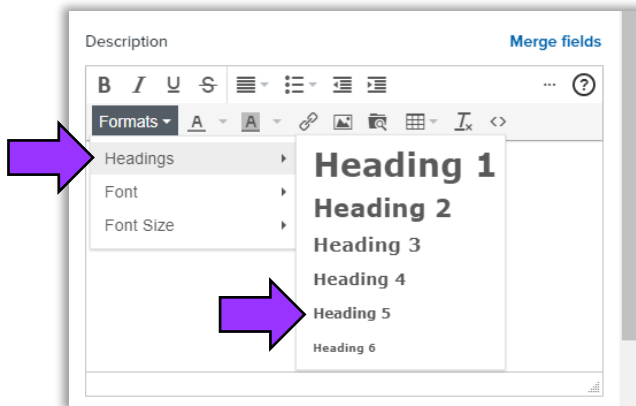 Description Merge fields
B I U S ... ?
Formats A A Ix <>
Headings
Font
Font Size
Heading 1
Heading 2
Heading 3
Heading 4
Heading 5
Heading 6